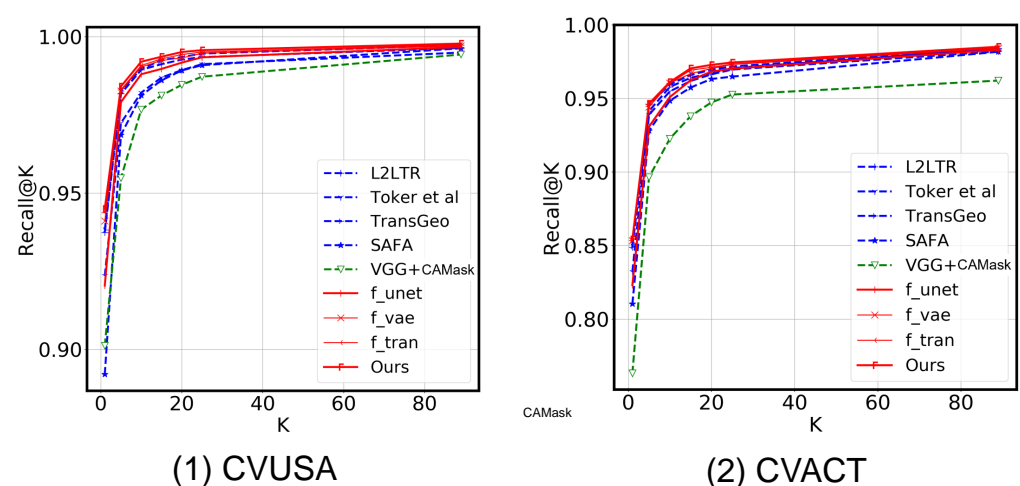 1.00
0.95
0.90
Recall@K
0 20 40 60 80
K
L2LTR
Toker et al
TransGeo
SAFA
VGG+CAMask
f_unet
f_vae
f_tran
Ours
(1) CVUSA
CAMask
1.00
0.95
0.90
0.85
0.80
Recall@K
0 20 40 60 80
K
L2LTR
Toker et al
TransGeo
SAFA
VGG+CAMask
f_unet
f_vae
f_tran
Ours
(2) CVACT